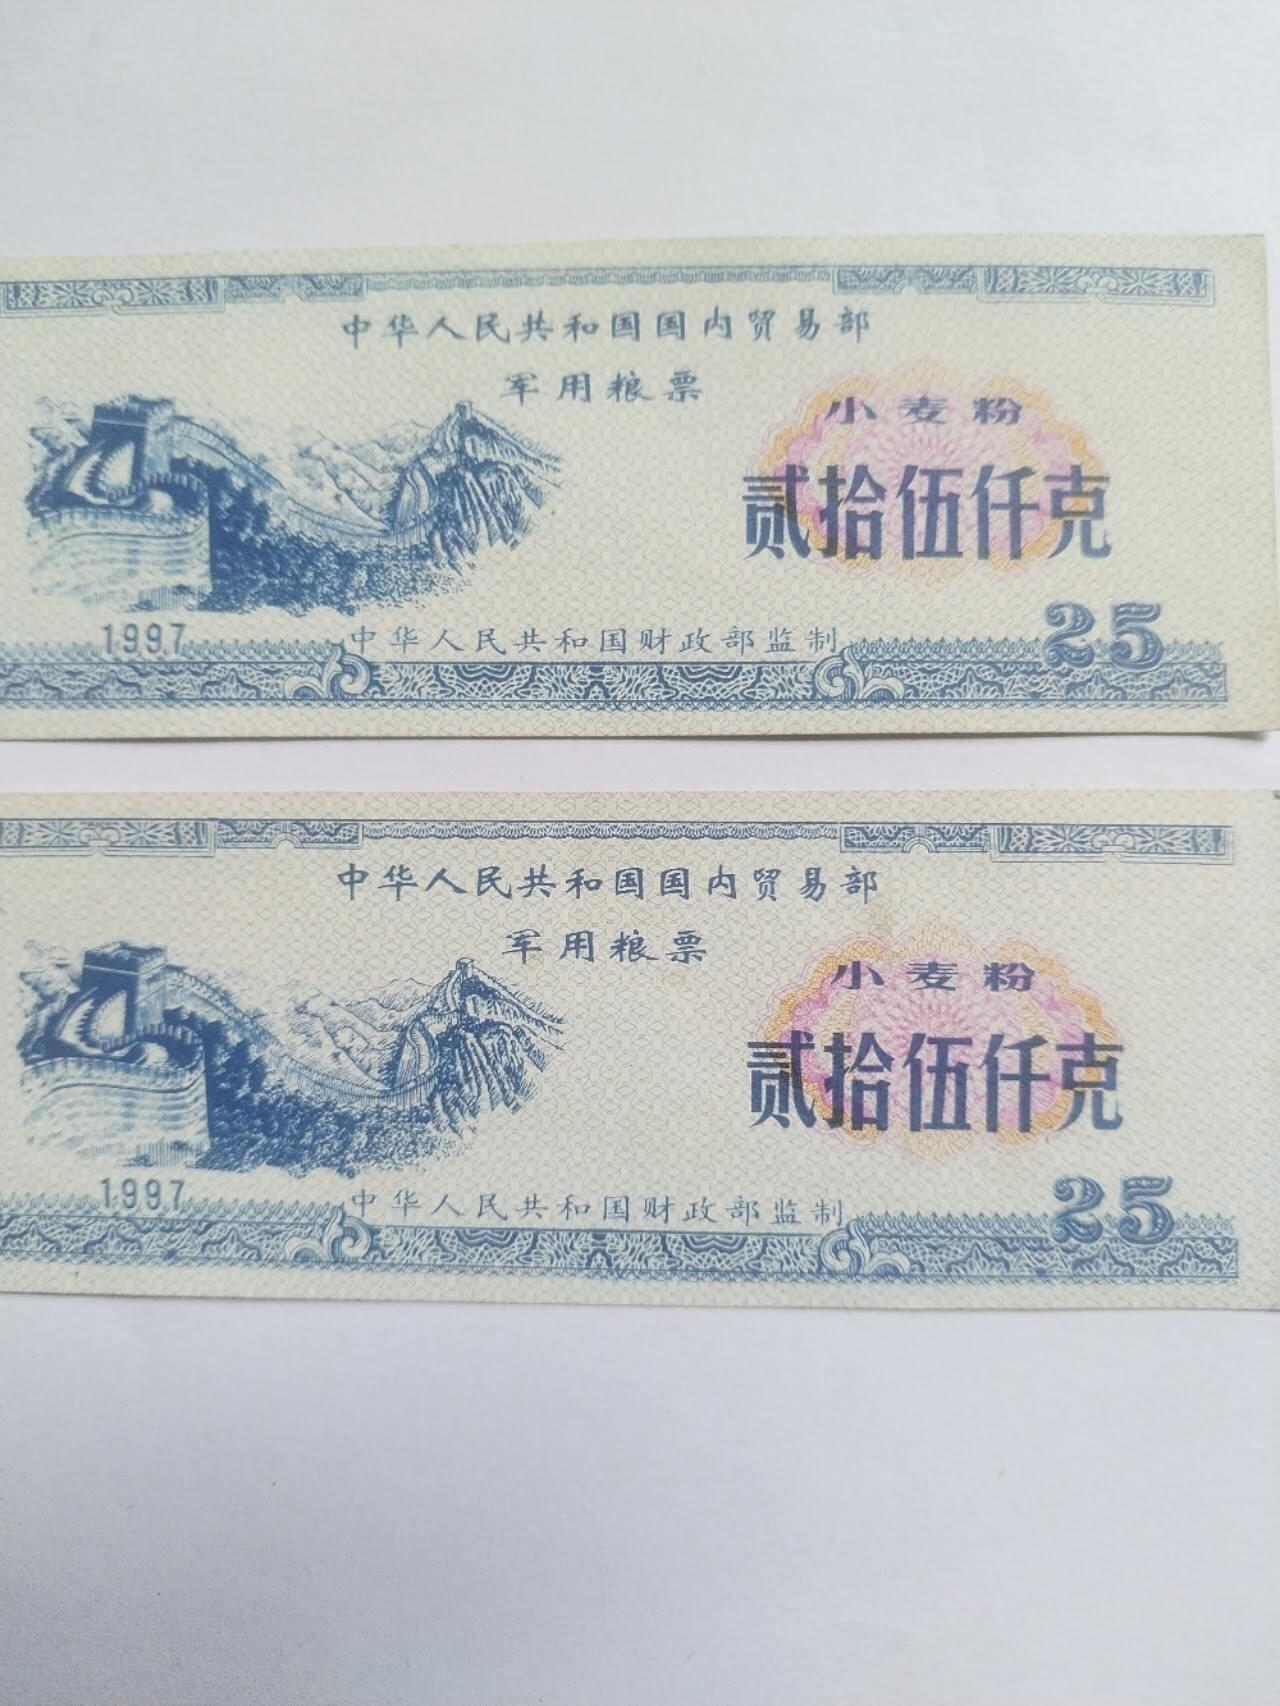 中华人民共和国国内贸易部
军用粮票
小麦粉
贰拾伍仟克
25
1997
中华人民共和国财政部监制
中华人民共和国国内贸易部
军用粮票
小麦粉
贰拾伍仟克
25
1997
中华人民共和国财政部监制